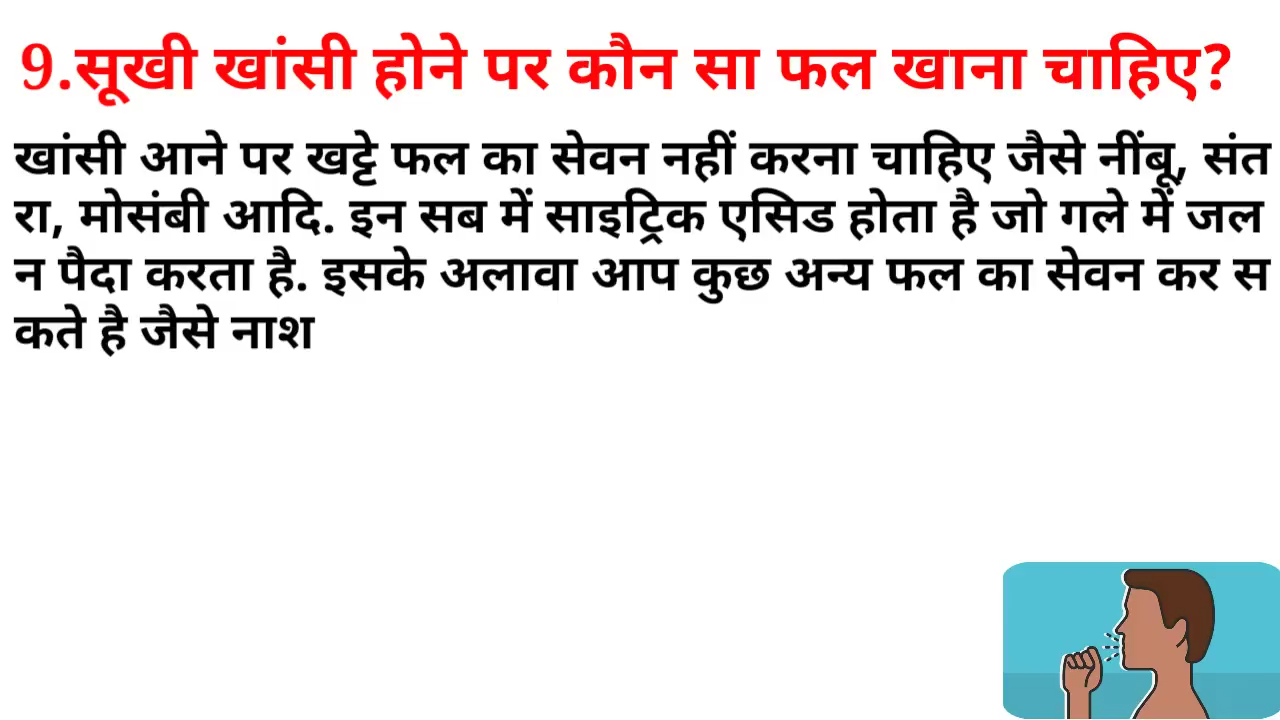 9.सूखी खांसी होने पर कौन सा फल खाना चाहिए?
खांसी आने पर खट्टे फल का सेवन नहीं करना चाहिए जैसे नींबू, संत
रा, मोसंबी आदि. इन सब में साइट्रिक एसिड होता है जो गले में जल
न पैदा करता है. इसके अलावा आप कुछ अन्य फल का सेवन कर स
कते है जैसे नाश